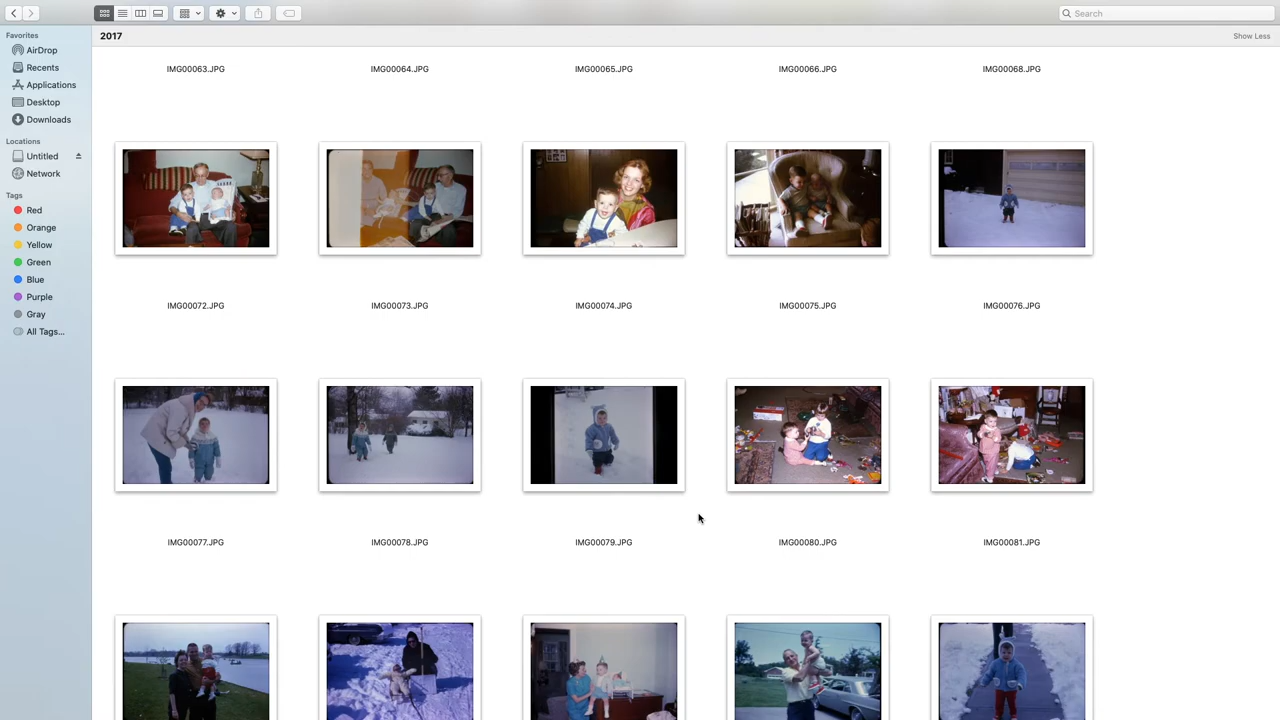 Search
Favorites
AirDrop
Recents
Applications
Desktop
Downloads
Locations
Untitled
Network
Tags
Red
Orange
Yellow
Green
Blue
Purple
Gray
All Tags...
2017
Show Less
IMG00063.JPG
IMG00064.JPG
IMG00065.JPG
IMG00066.JPG
IMG00068.JPG
IMG00072.JPG
IMG00073.JPG
IMG00074.JPG
IMG00075.JPG
IMG00076.JPG
IMG00077.JPG
IMG00078.JPG
IMG00079.JPG
IMG00080.JPG
IMG00081.JPG